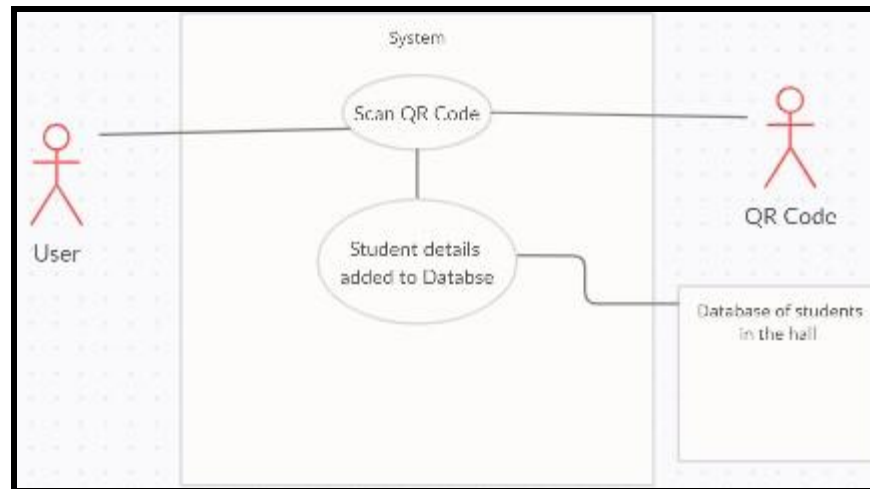 System
Scan QR Code
User
QR Code
Student details
added to Databse
Database of students
in the hall